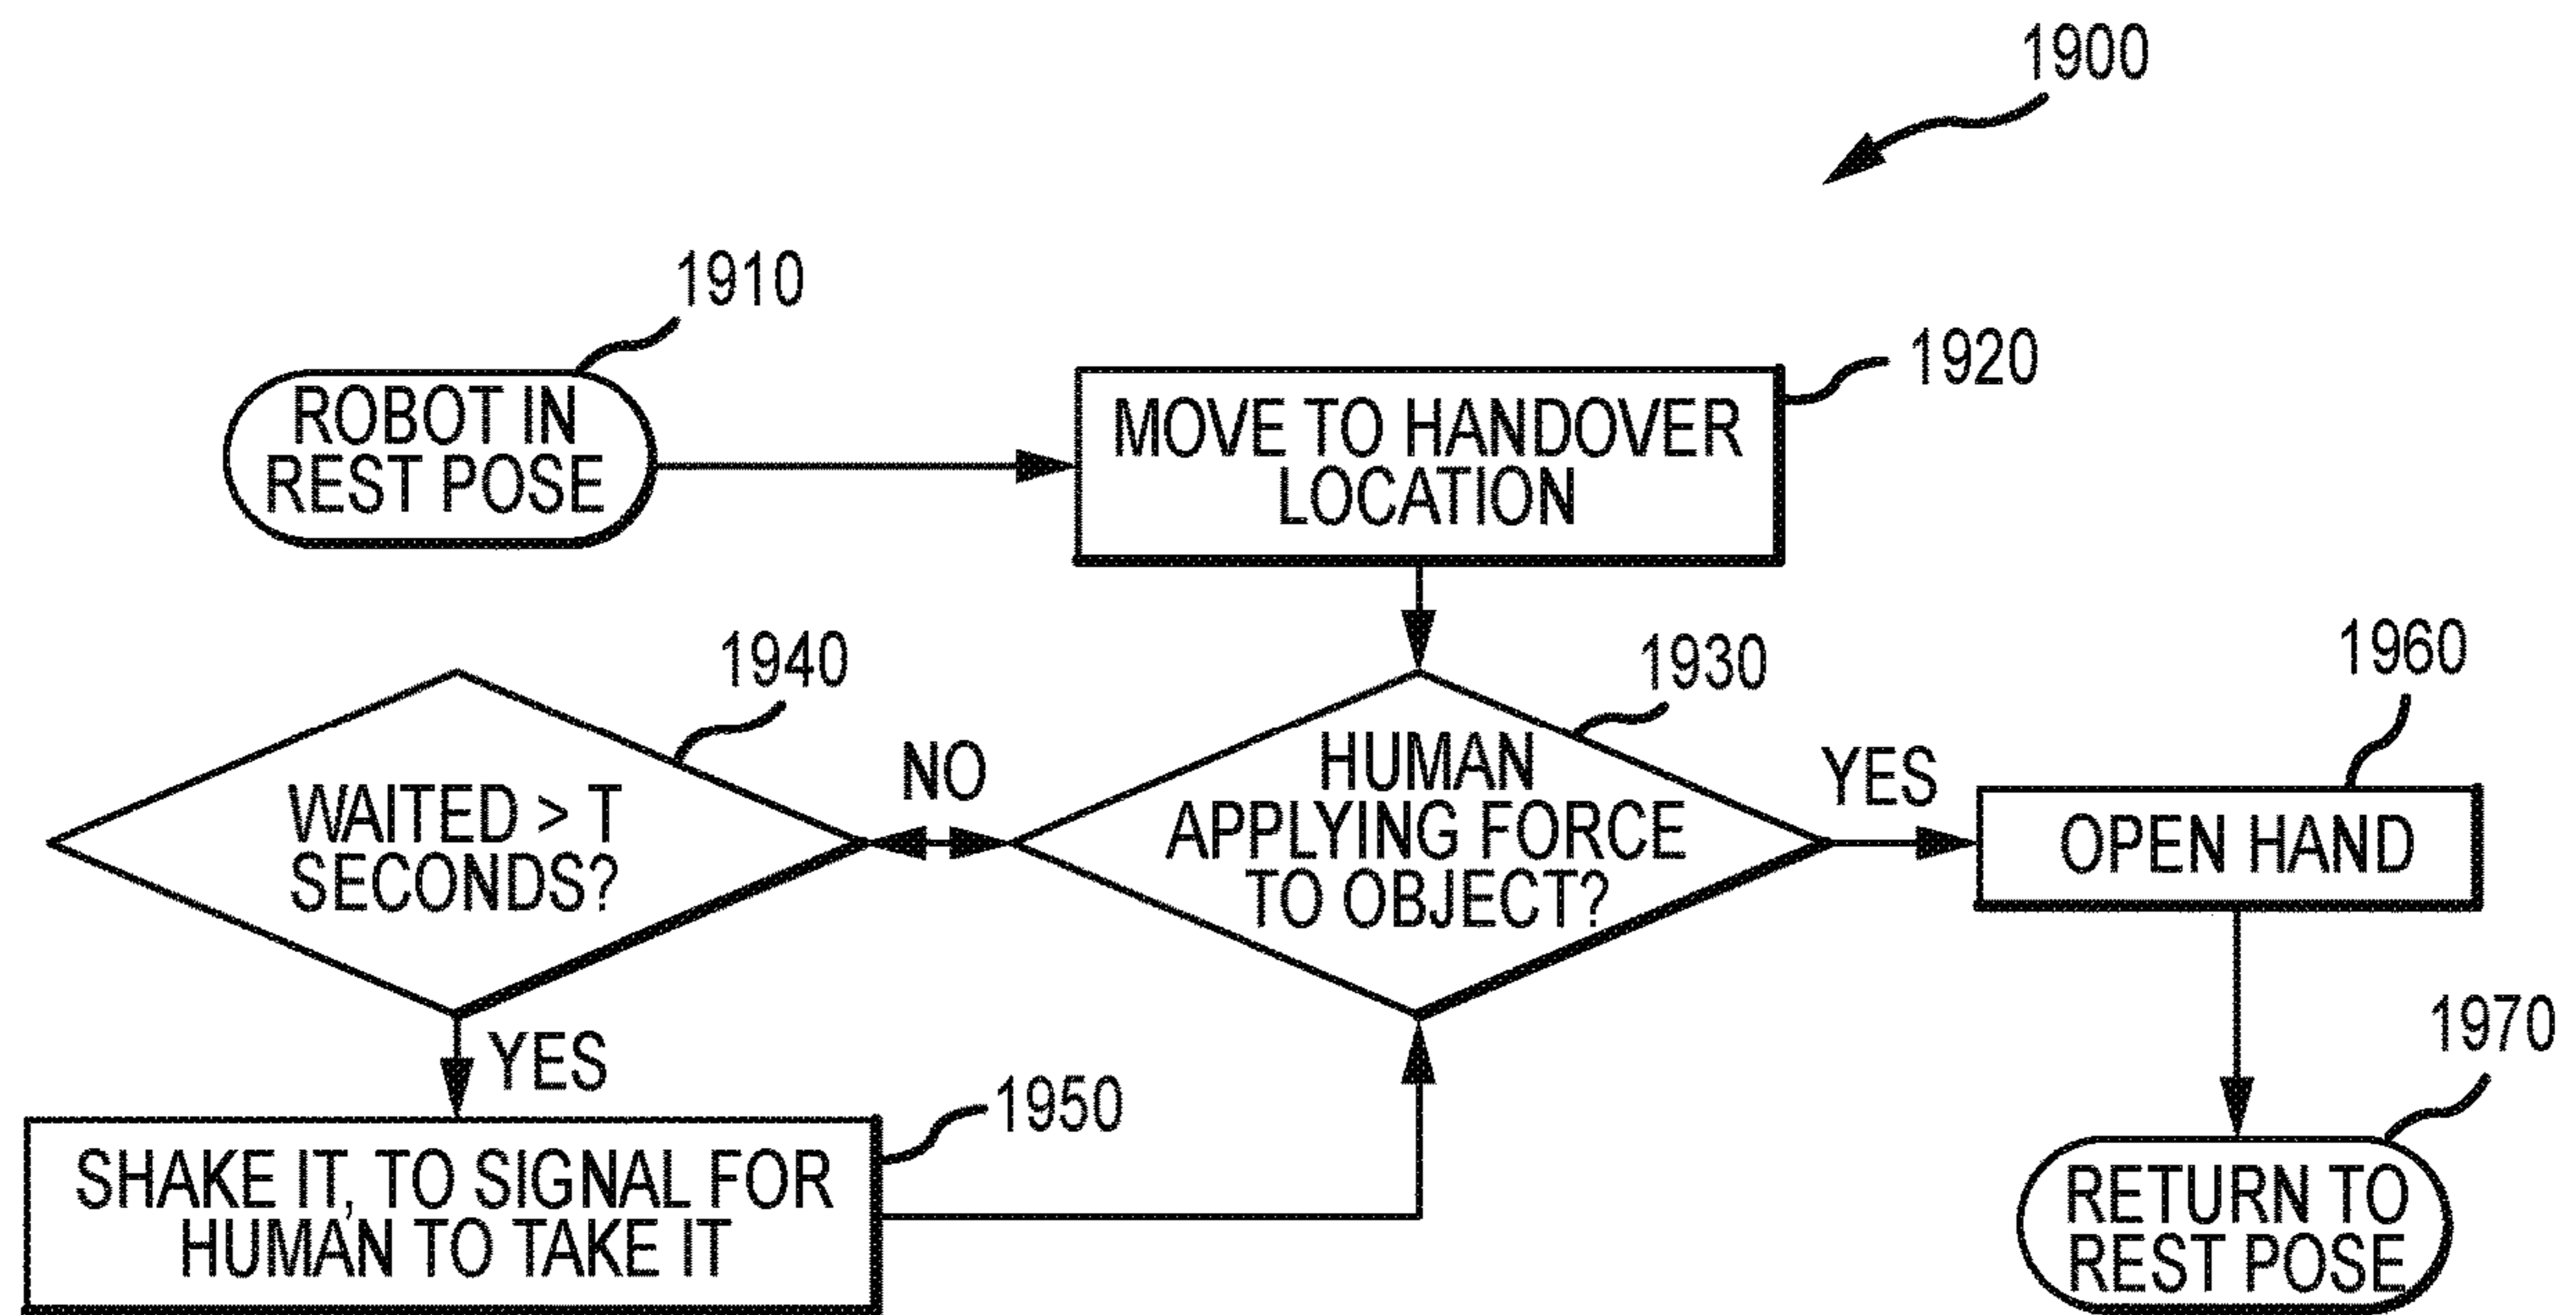 1900
1910
ROBOT IN
REST POSE
1920
MOVE TO HANDOVER
LOCATION
1940
WAITED > T
SECONDS?
NO
1930
HUMAN
APPLYING FORCE
TO OBJECT?
YES
1960
OPEN HAND
YES
1950
SHAKE IT, TO SIGNAL FOR
HUMAN TO TAKE IT
1970
RETURN TO
REST POSE